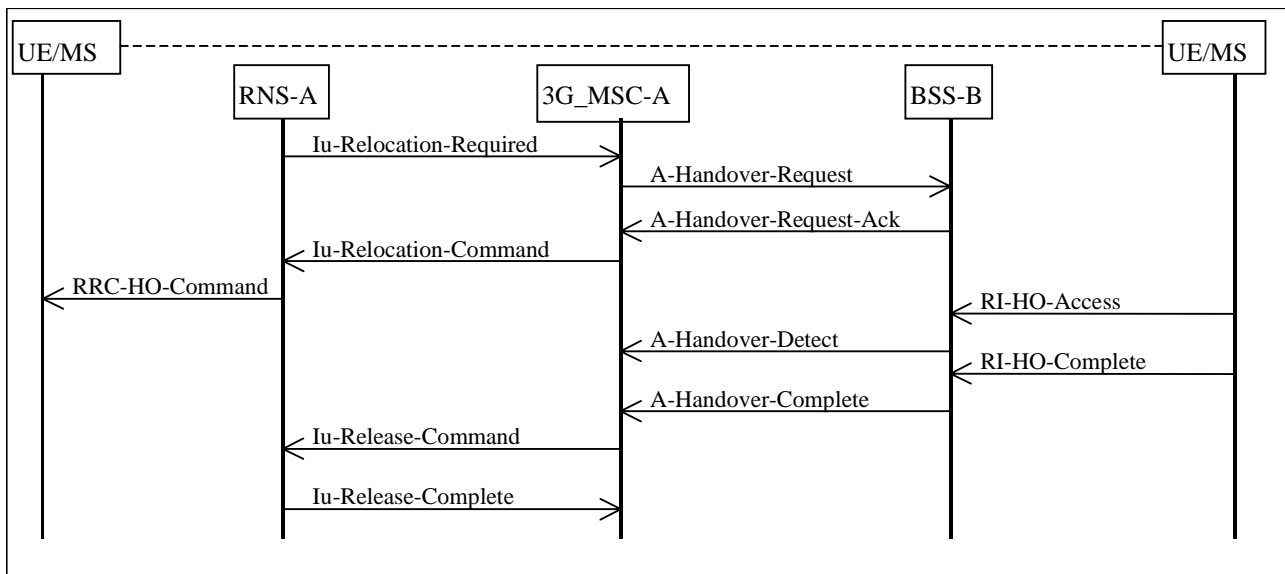 UE/MS
UE/MS
RNS-A
3G_MSC-A
BSS-B
Iu-Relocation-Required
A-Handover-Request
A-Handover-Request-Ack
Iu-Relocation-Command
RRC-HO-Command
RI-HO-Access
A-Handover-Detect
RI-HO-Complete
A-Handover-Complete
Iu-Release-Command
Iu-Release-Complete